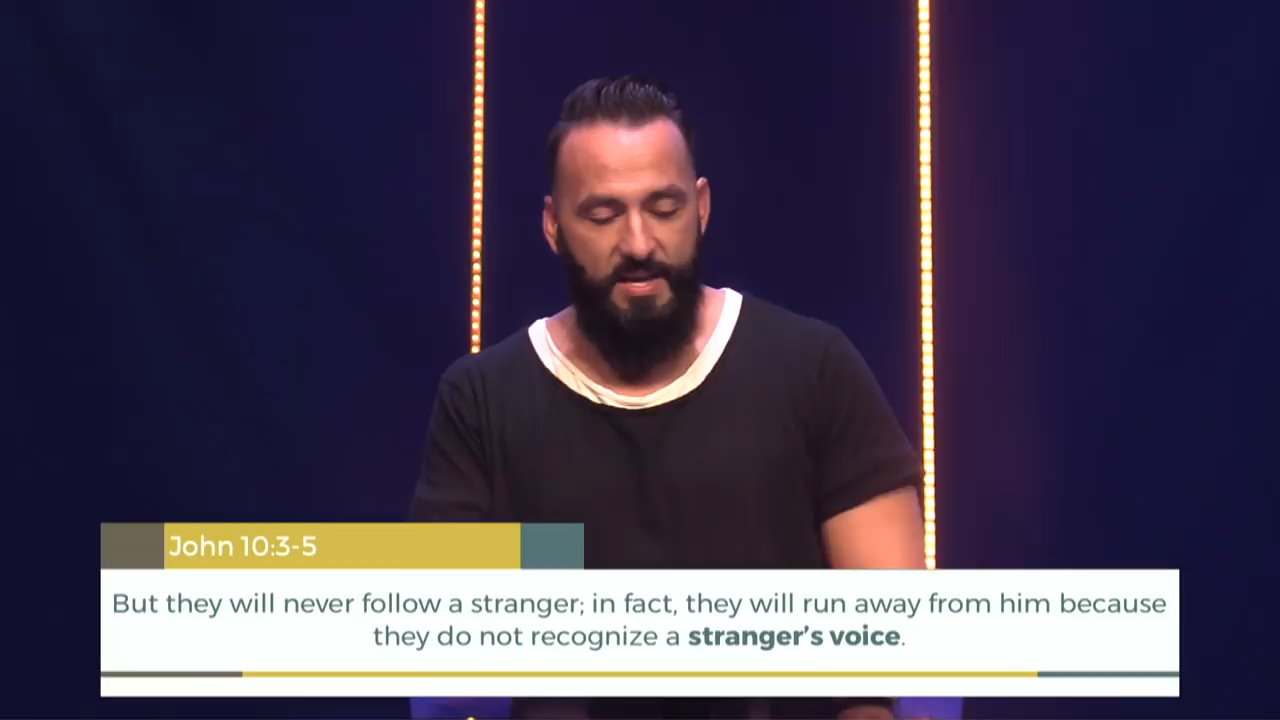 John 10:3-5
But they will never follow a stranger; in fact, they will run away from him because
they do not recognize a stranger’s voice.